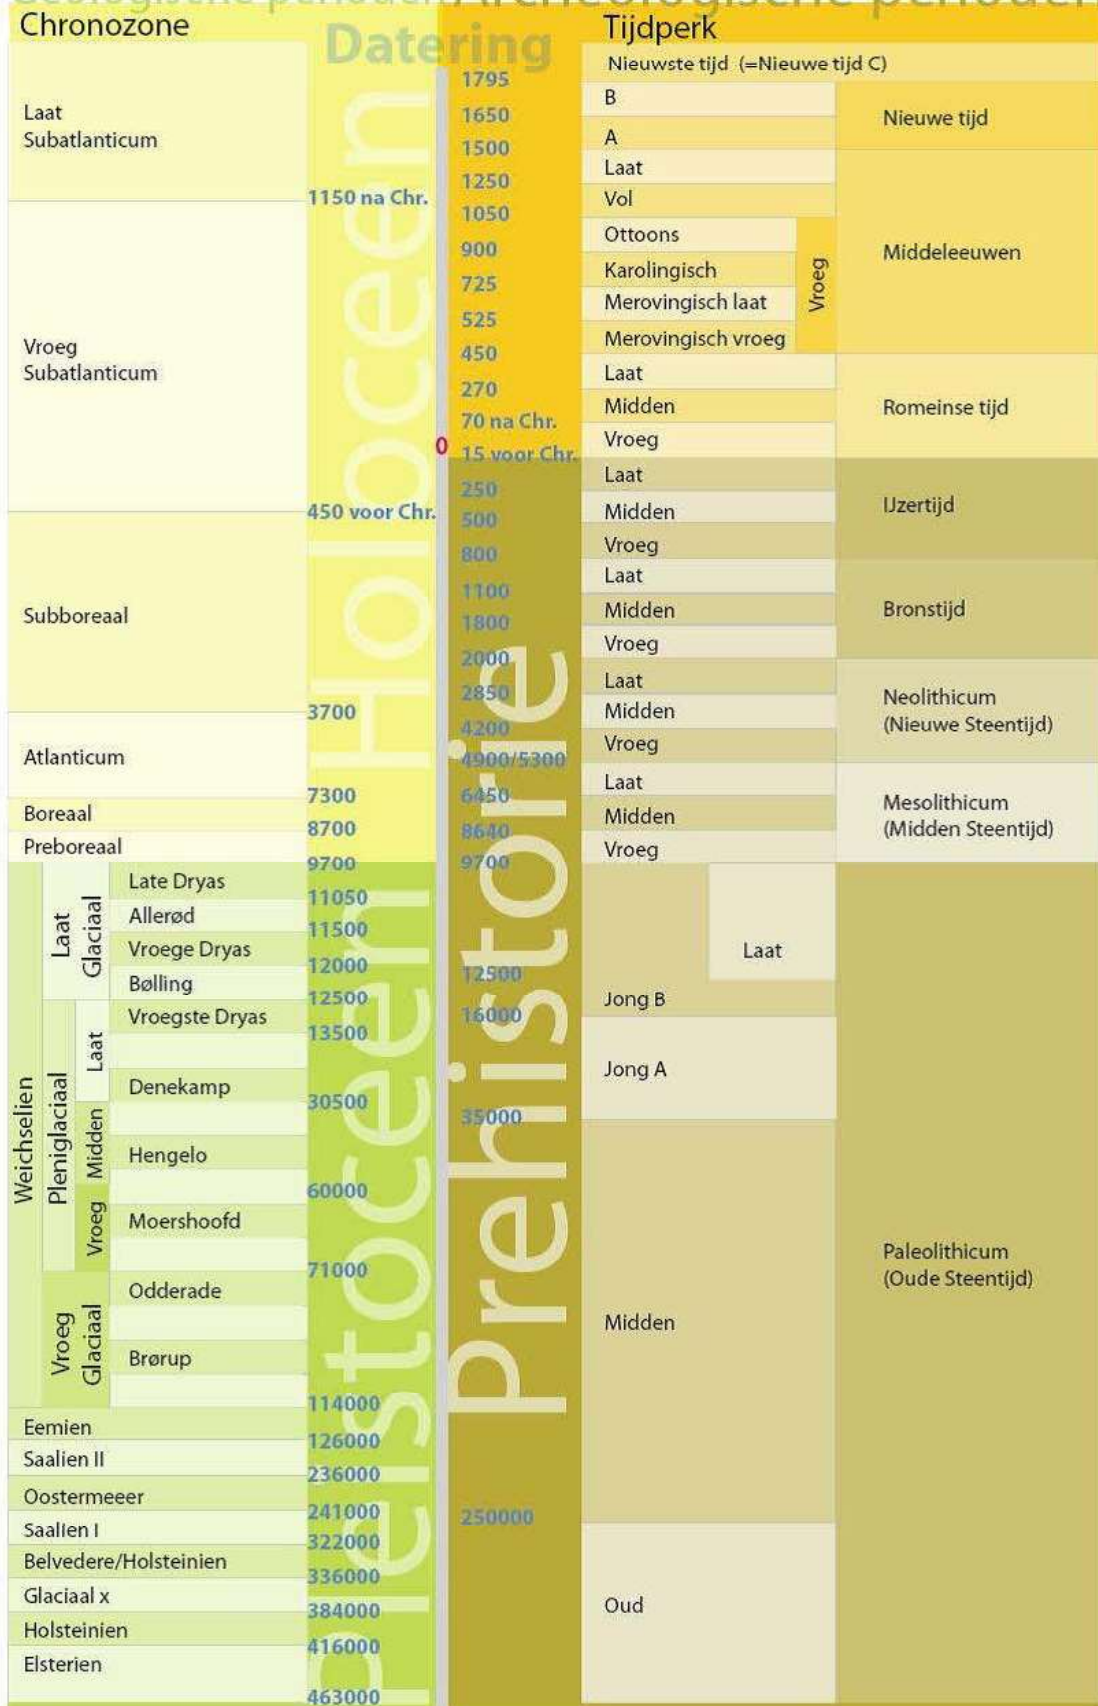 Geologische perioden Archeologische perioden
Chronozone
Datering
Tijdperk
Laat
Subatlanticum
1150 na Chr.
Vroeg
Subatlanticum
450 voor Chr.
Subboreaal
3700
Atlanticum
7300
Boreaal
8700
Preboreaal
9700
Holoceen
Weichselien
Laat
Glaciaal
Late Dryas
11050
Allerød
11500
Vroege Dryas
12000
Bølling
12500
Pleniglaciaal
Laat
Vroegste Dryas
13500
Denekamp
30500
Midden
Hengelo
60000
Vroeg
Moershoofd
71000
Vroeg
Glaciaal
Odderade
Brørup
114000
Eemien
126000
Saalien II
236000
Oostermeeer
241000
Saalien I
322000
Belvedere/Holsteinien
336000
Glaciaal x
384000
Holsteinien
416000
Elsterien
463000
Pleistoceen
0
Nieuwste tijd (=Nieuwe tijd C)
1795
B
Nieuwe tijd
1650
A
1500
Laat
Middeleeuwen
1250
Vol
1050
Ottoons
Vroeg
900
Karolingisch
725
Merovingisch laat
525
Merovingisch vroeg
450
Laat
Romeinse tijd
270
Midden
70 na Chr.
Vroeg
15 voor Chr.
Laat
IJzertijd
250
Midden
500
Vroeg
800
Laat
Bronstijd
1100
Midden
1800
Vroeg
2000
Laat
Neolithicum
(Nieuwe Steentijd)
2850
Midden
4200
Vroeg
4900/5300
Laat
Mesolithicum
(Midden Steentijd)
6450
Midden
8640
Vroeg
9700
Laat
12500
Jong B
16000
Jong A
35000
Midden
Paleolithicum
(Oude Steentijd)
250000
Oud
Prehistorie